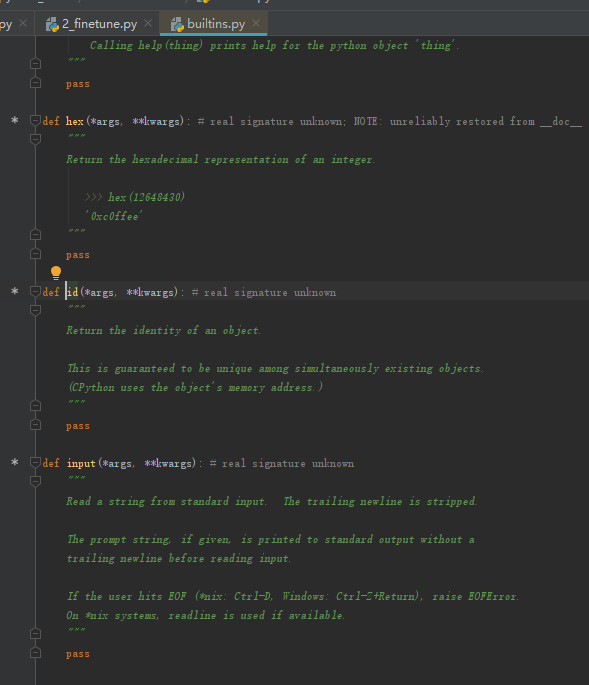 py 2_finetune.py builtins.py
Calling help(thing) prints help for the python object 'thing'.
"""
pass
* def hex(*args, **kwargs): # real signature unknown; NOTE: unreliably restored from __doc__
"""
Return the hexadecimal representation of an integer.
>>> hex(12648430)
'0xc0ffee'
"""
pass
* def id(*args, **kwargs): # real signature unknown
"""
Return the identity of an object.
This is guaranteed to be unique among simultaneously existing objects.
(CPython uses the object's memory address.)
"""
pass
* def input(*args, **kwargs): # real signature unknown
"""
Read a string from standard input.  The trailing newline is stripped.
The prompt string, if given, is printed to standard output without a
trailing newline before reading input.
If the user hits EOF (*nix: Ctrl-D, Windows: Ctrl-Z+Return), raise EOFError.
On *nix systems, readline is used if available.
"""
pass